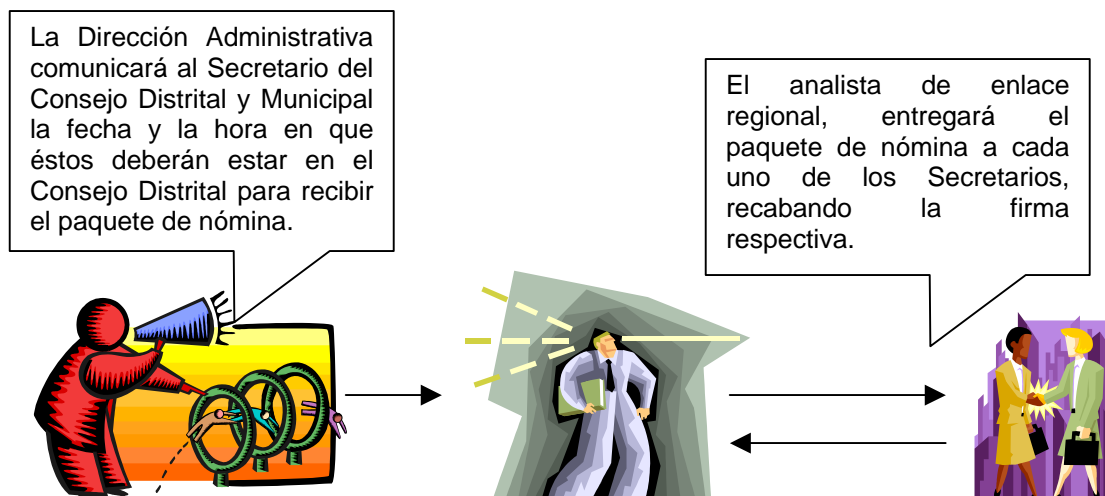 La Dirección Administrativa
comunicará al Secretario del
Consejo Distrital y Municipal
la fecha y la hora en que
éstos deberán estar en el
Consejo Distrital para recibir
el paquete de nómina.
El analista de enlace
regional, entregará el
paquete de nómina a cada
uno de los Secretarios,
recabando la firma
respectiva.